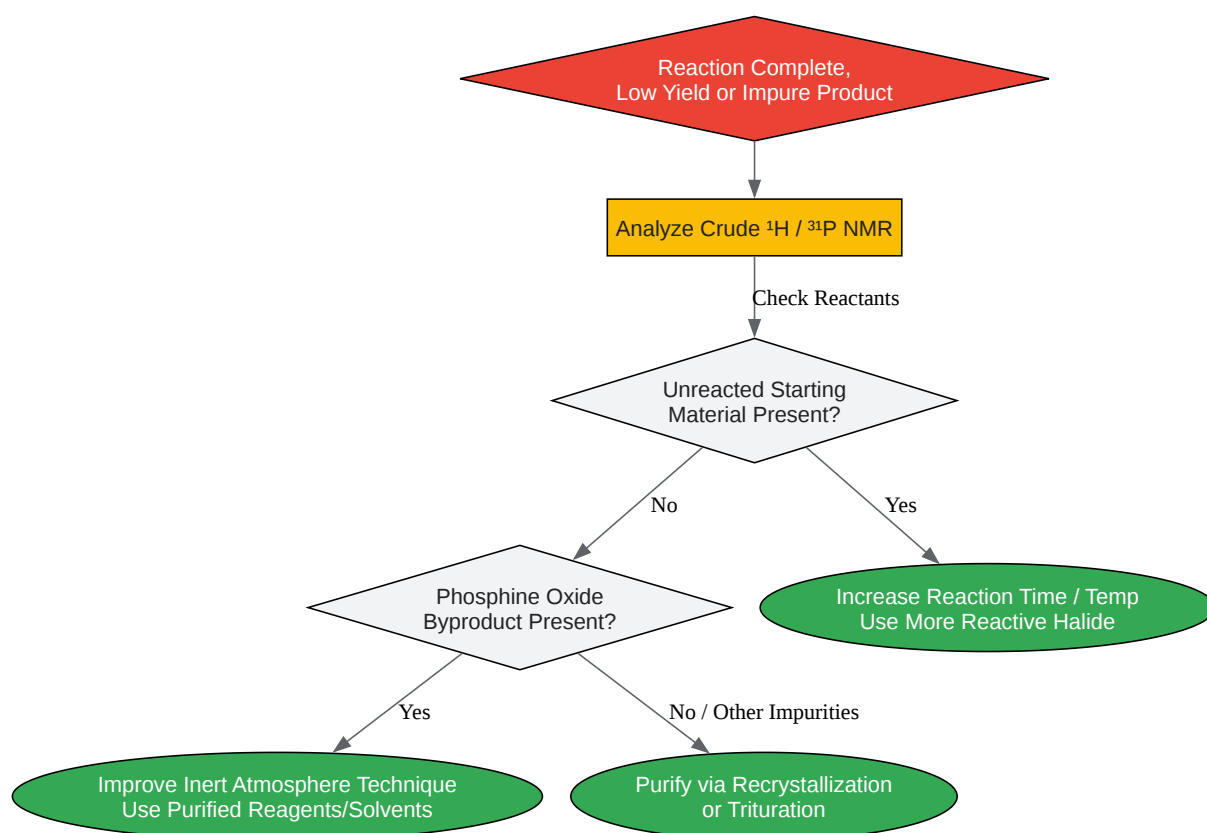 Reaction Complete,
Low Yield or Impure Product
Analyze Crude ¹H / ³¹P NMR
Check Reactants
Unreacted Starting
Material Present?
No
Yes
Phosphine Oxide
Byproduct Present?
Increase Reaction Time / Temp
Use More Reactive Halide
Yes
No / Other Impurities
Improve Inert Atmosphere Technique
Use Purified Reagents/Solvents
Purify via Recrystallization
or Trituration